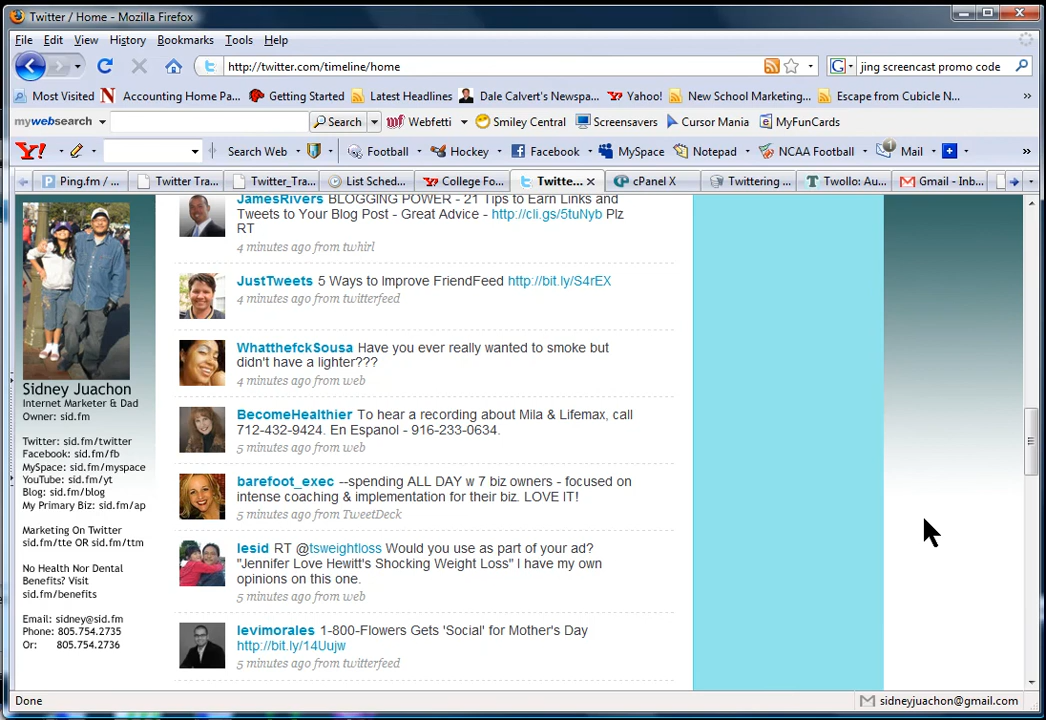 Twitter / Home - Mozilla Firefox
File Edit View History Bookmarks Tools Help
http://twitter.com/timeline/home
jing screencast promo code
Most Visited Accounting Home Pa... Getting Started Latest Headlines Dale Calvert's Newspa... Yahoo! New School Marketing... Escape from Cubicle N...
mywebsearch Search Webfetti Smiley Central Screensavers Cursor Mania MyFunCards
Y! Search Web Football Hockey Facebook MySpace Notepad NCAA Football Mail
Ping.fm / ... Twitter Tra... Twitter_Tra... List Sched... College Fo... Twitte... cPanel X Twittering ... Twollo: Au... Gmail - Inb...
JamesRivers BLOGGING POWER - 21 Tips to Earn Links and
Tweets to Your Blog Post - Great Advice - http://cli.gs/5tuNyb Plz
RT
4 minutes ago from twhirl
JustTweets 5 Ways to Improve FriendFeed http://bit.ly/S4rEX
4 minutes ago from twitterfeed
WhatthefckSousa Have you ever really wanted to smoke but
didn't have a lighter???
4 minutes ago from web
BecomeHealthier To hear a recording about Mila & Lifemax, call
712-432-9424. En Espanol - 916-233-0634.
5 minutes ago from web
barefoot_exec --spending ALL DAY w 7 biz owners - focused on
intense coaching & implementation for their biz. LOVE IT!
5 minutes ago from TweetDeck
lesid RT @tsweightloss Would you use as part of your ad?
"Jennifer Love Hewitt's Shocking Weight Loss" I have my own
opinions on this one.
5 minutes ago from web
levimorales 1-800-Flowers Gets 'Social' for Mother's Day
http://bit.ly/14Uujw
5 minutes ago from twitterfeed
Sidney Juachon
Internet Marketer & Dad
Owner: sid.fm
Twitter: sid.fm/twitter
Facebook: sid.fm/fb
MySpace: sid.fm/myspace
YouTube: sid.fm/yt
Blog: sid.fm/blog
My Primary Biz: sid.fm/ap
Marketing On Twitter
sid.fm/tte OR sid.fm/ttm
No Health Nor Dental
Benefits? Visit
sid.fm/benefits
Email: sidney@sid.fm
Phone: 805.754.2735
Or: 805.754.2736
Done
sidneyjuachon@gmail.com